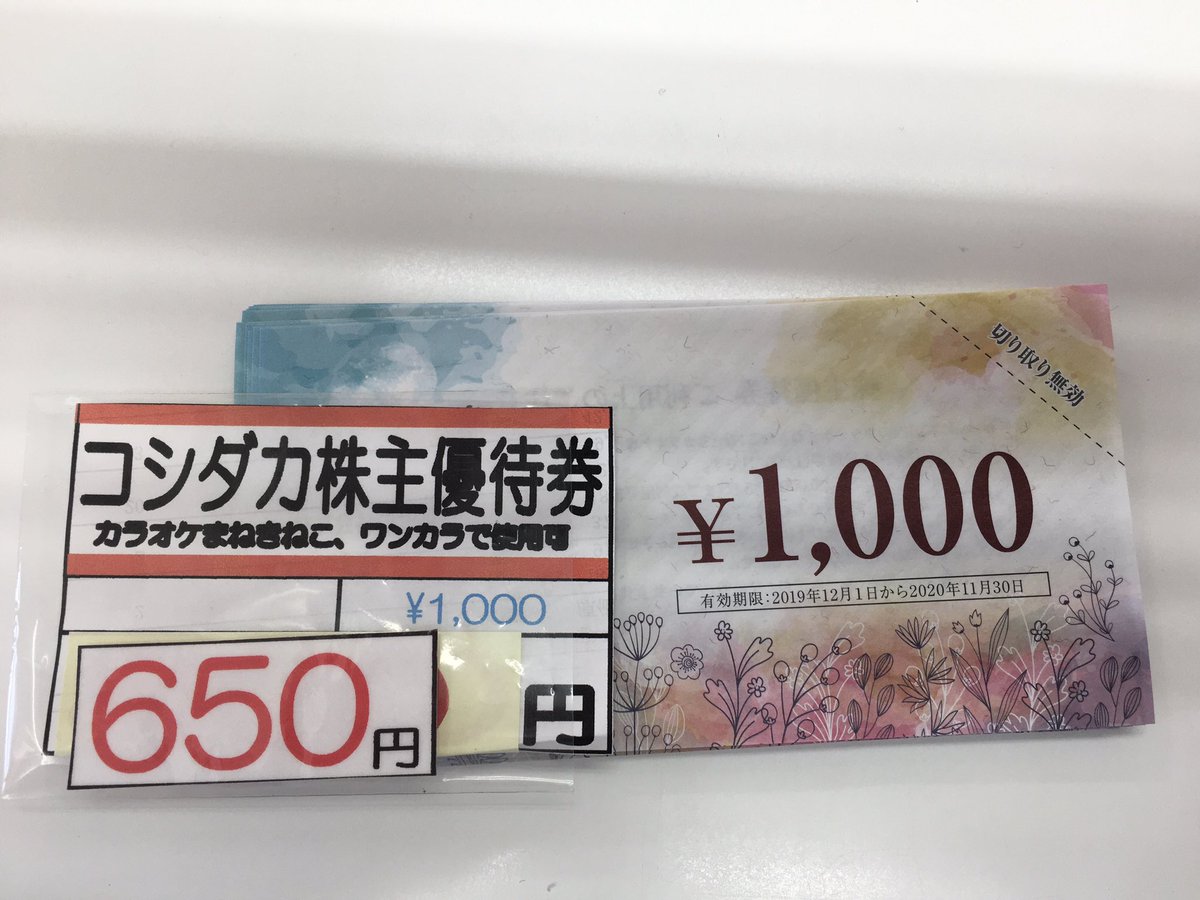 コシダカ株主優待券
カラオケまねきねこ、ワンカラで使用可
¥1,000
650円
円
切り取り無効
¥1,000
有効期限:2019年12月1日から2020年11月30日